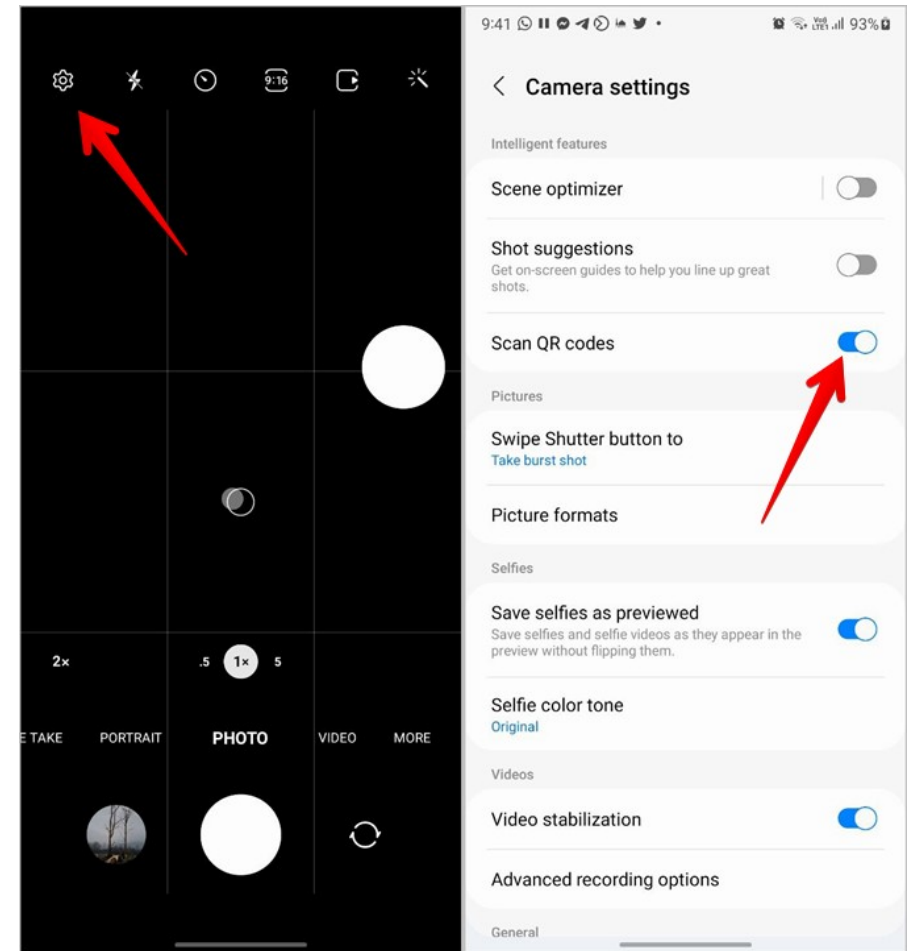 9:16
2×
.5
1×
5
E TAKE
PORTRAIT
PHOTO
VIDEO
MORE
9:41
93%
Camera settings
Intelligent features
Scene optimizer
Shot suggestions
Get on-screen guides to help you line up great
shots.
Scan QR codes
Pictures
Swipe Shutter button to
Take burst shot
Picture formats
Selfies
Save selfies as previewed
Save selfies and selfie videos as they appear in the
preview without flipping them.
Selfie color tone
Original
Videos
Video stabilization
Advanced recording options
General